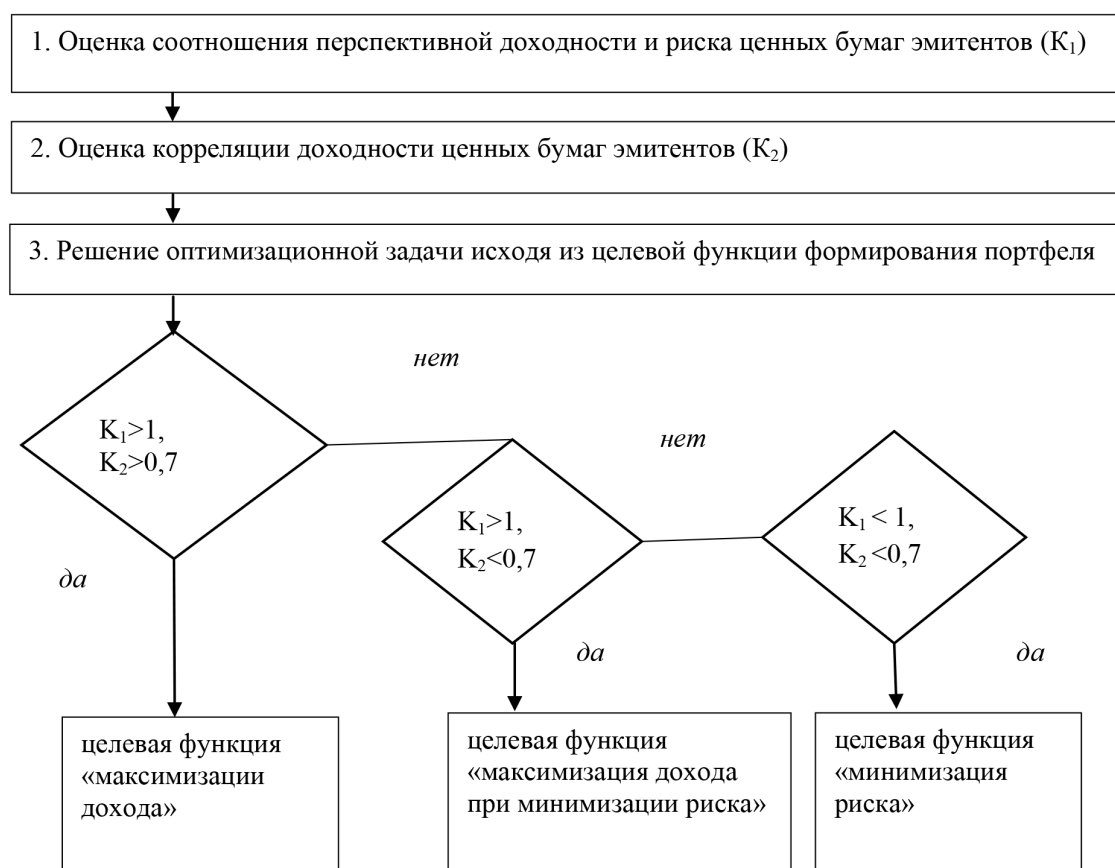 1. Оценка соотношения перспективной доходности и риска ценных бумаг эмитентов (К₁)
2. Оценка корреляции доходности ценных бумаг эмитентов (К₂)
3. Решение оптимизационной задачи исходя из целевой функции формирования портфеля
нет
К₁>1,
К₂>0,7
нет
К₁>1,
К₂<0,7
К₁ < 1,
К₂ <0,7
да
да
да
целевая функция
«максимизации
дохода»
целевая функция
«максимизация дохода
при минимизации риска»
целевая функция
«минимизация
риска»